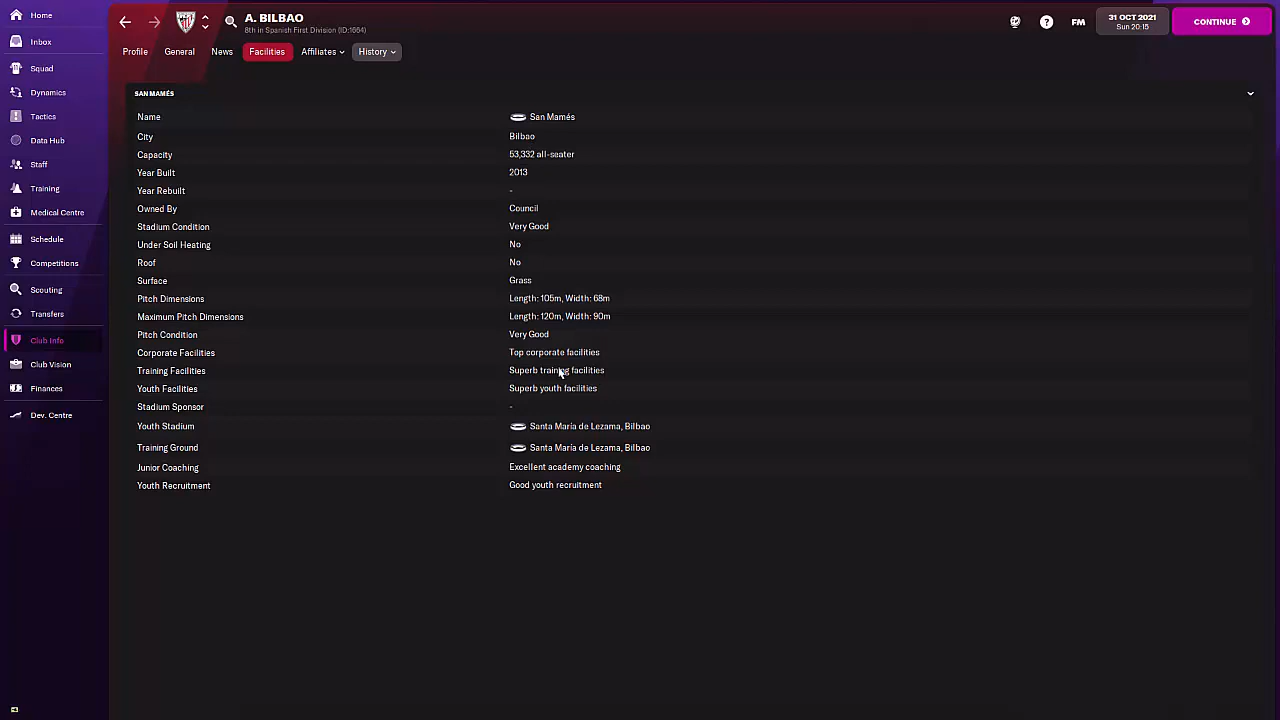 Home
Inbox
Squad
Dynamics
Tactics
Data Hub
Staff
Training
Medical Centre
Schedule
Competitions
Scouting
Transfers
Club Info
Club Vision
Finances
Dev. Centre
A. BILBAO
8th in Spanish First Division (ID:1664)
FM
31 OCT 2021
Sun 20:15
CONTINUE
Profile General News Facilities Affiliates History
SAN MAMÉS
Name San Mamés
City Bilbao
Capacity 53,332 all-seater
Year Built 2013
Year Rebuilt -
Owned By Council
Stadium Condition Very Good
Under Soil Heating No
Roof No
Surface Grass
Pitch Dimensions Length: 105m, Width: 68m
Maximum Pitch Dimensions Length: 120m, Width: 90m
Pitch Condition Very Good
Corporate Facilities Top corporate facilities
Training Facilities Superb training facilities
Youth Facilities Superb youth facilities
Stadium Sponsor -
Youth Stadium Santa María de Lezama, Bilbao
Training Ground Santa María de Lezama, Bilbao
Junior Coaching Excellent academy coaching
Youth Recruitment Good youth recruitment